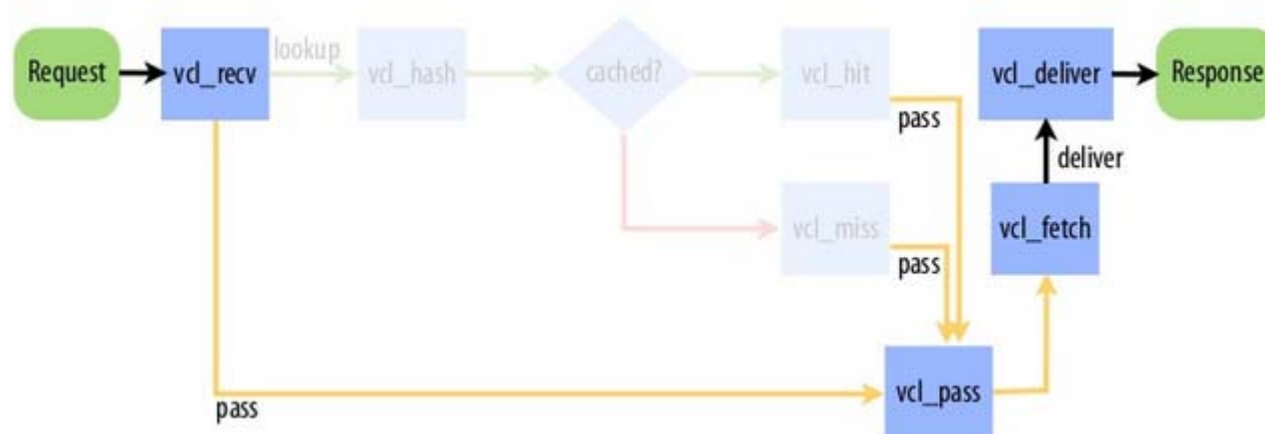 Request
vcl_recv
lookup
vcl_hash
cached?
vcl_hit
vcl_deliver
Response
pass
deliver
vcl_miss
vcl_fetch
pass
vcl_pass
pass